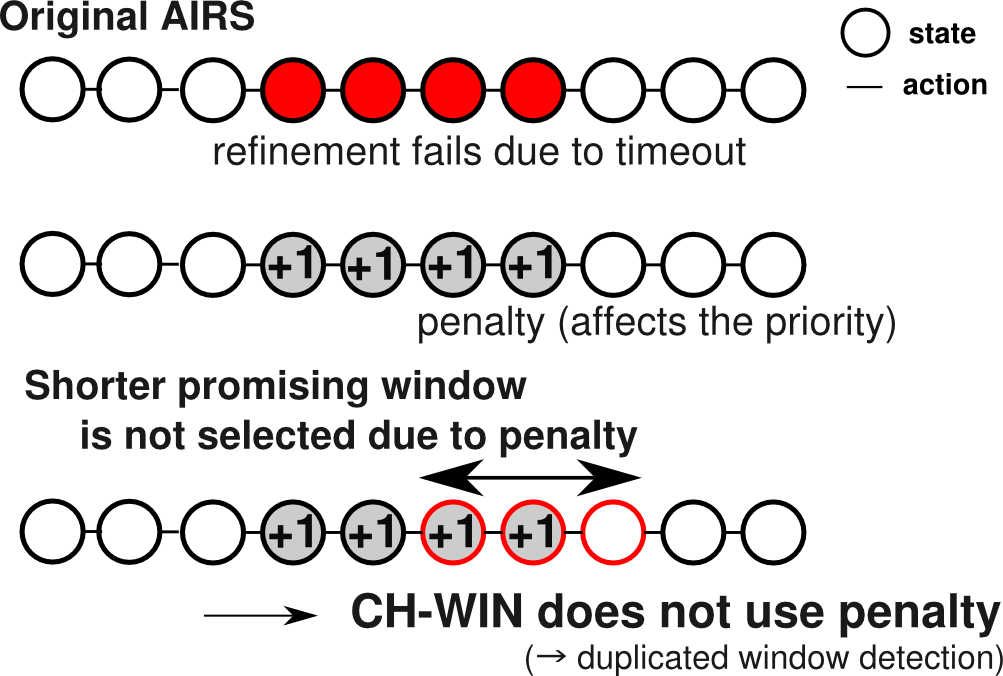 Original AIRS
state
action
refinement fails due to timeout
+1 +1 +1 +1
penalty (affects the priority)
Shorter promising window
is not selected due to penalty
+1 +1 +1 +1
CH-WIN does not use penalty
(→ duplicated window detection)